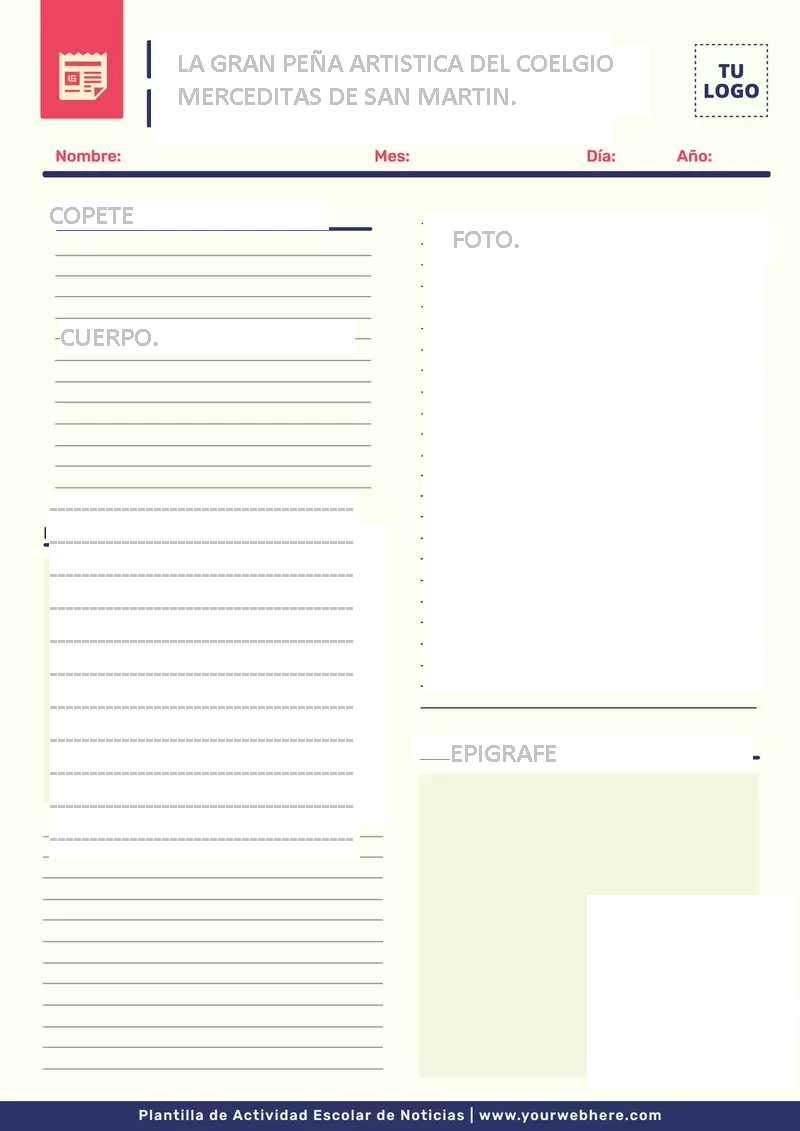 LA GRAN PEÑA ARTISTICA DEL COELGIO
MERCEDITAS DE SAN MARTIN.
TU
LOGO
Nombre: Mes: Día: Año:
COPETE
CUERPO.
FOTO.
EPIGRAFE
Plantilla de Actividad Escolar de Noticias | www.yourwebhere.com